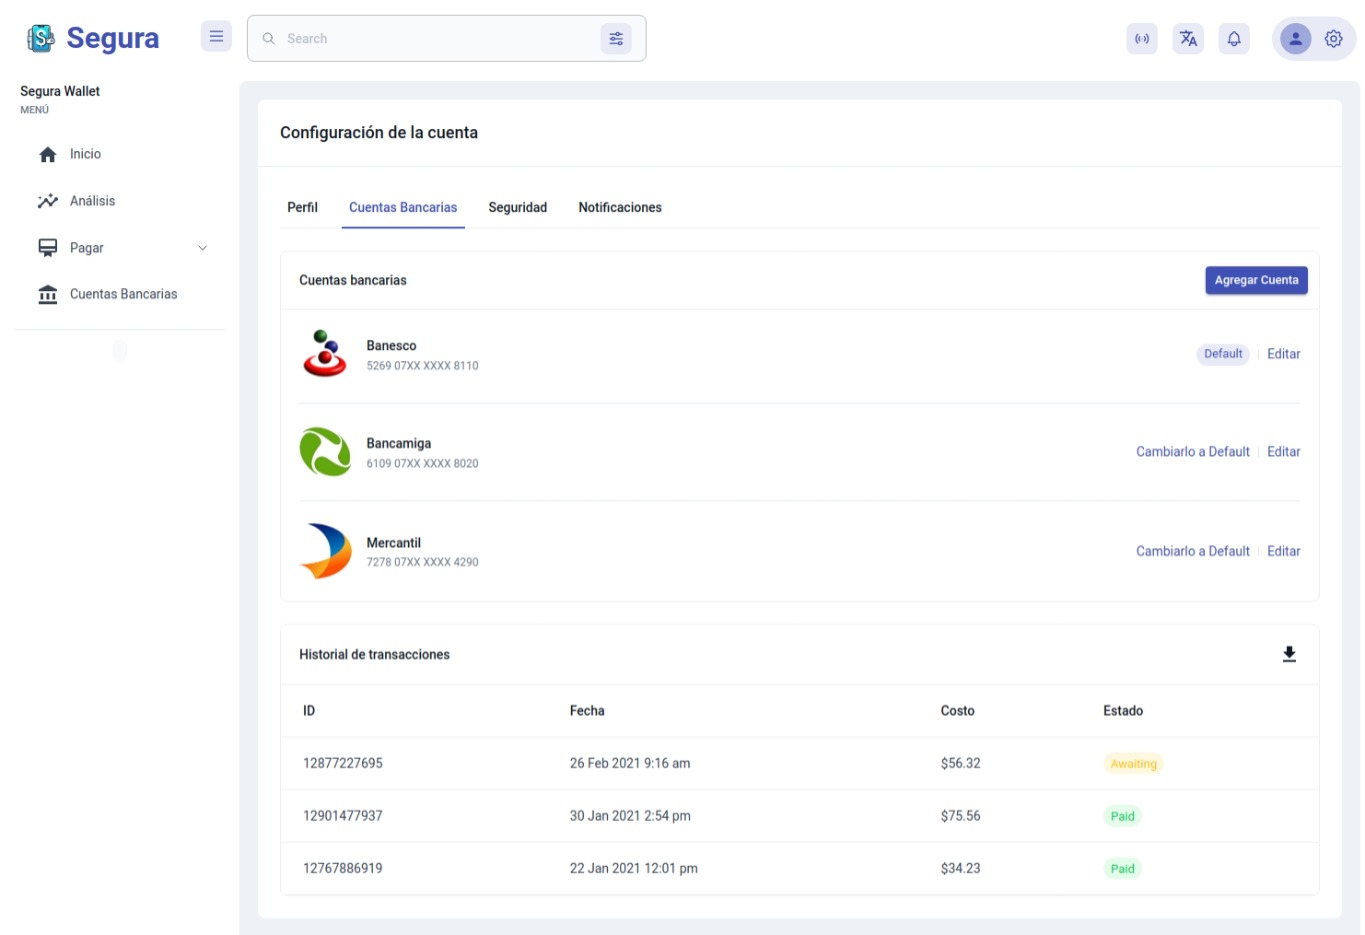 Segura
Search
Segura Wallet
MENÚ
Inicio
Análisis
Pagar
Cuentas Bancarias
Configuración de la cuenta
Perfil Cuentas Bancarias Seguridad Notificaciones
Cuentas bancarias Agregar Cuenta
Banesco
5269 07XX XXXX 8110
Default Editar
Bancamiga
6109 07XX XXXX 8020
Cambiarlo a Default Editar
Mercantil
7278 07XX XXXX 4290
Cambiarlo a Default Editar
Historial de transacciones
ID Fecha Costo Estado
12877227695 26 Feb 2021 9:16 am $56.32 Awaiting
12901477937 30 Jan 2021 2:54 pm $75.56 Paid
12767886919 22 Jan 2021 12:01 pm $34.23 Paid